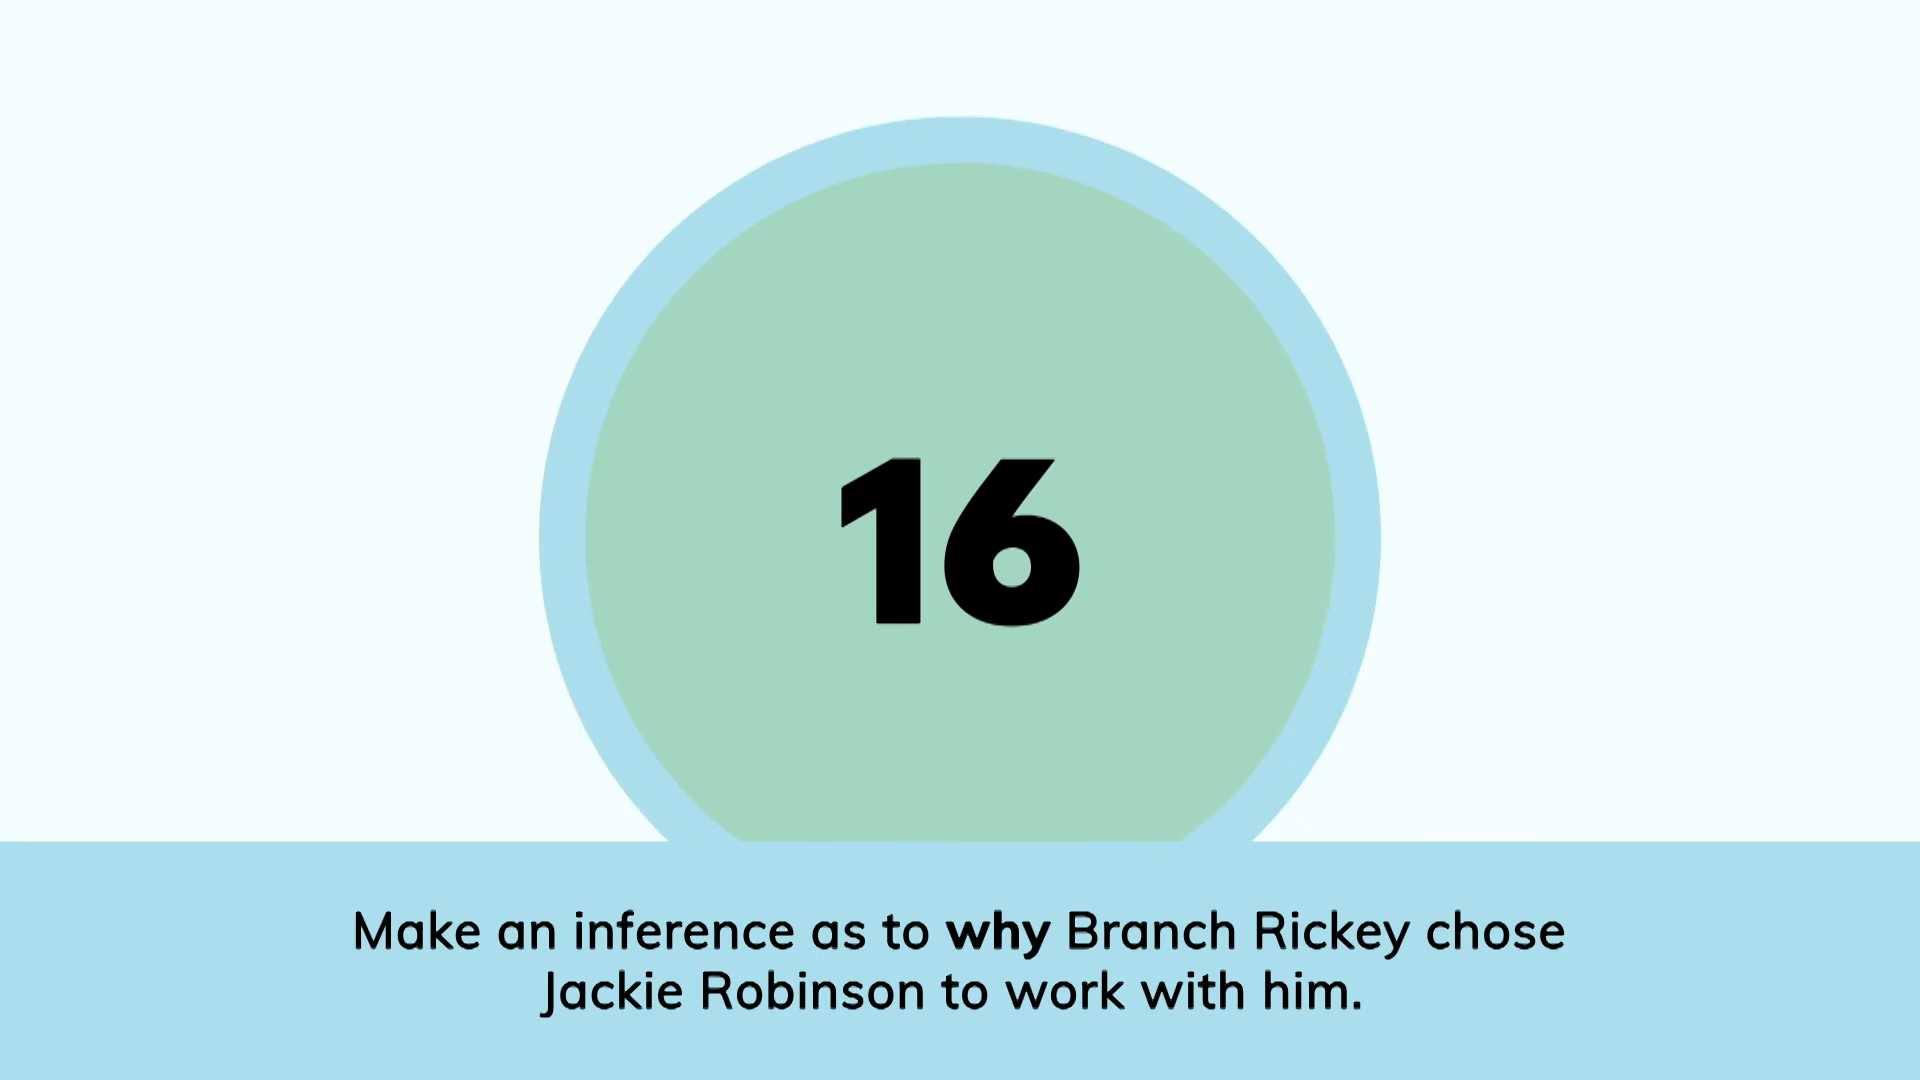 16
Make an inference as to why Branch Rickey chose
Jackie Robinson to work with him.